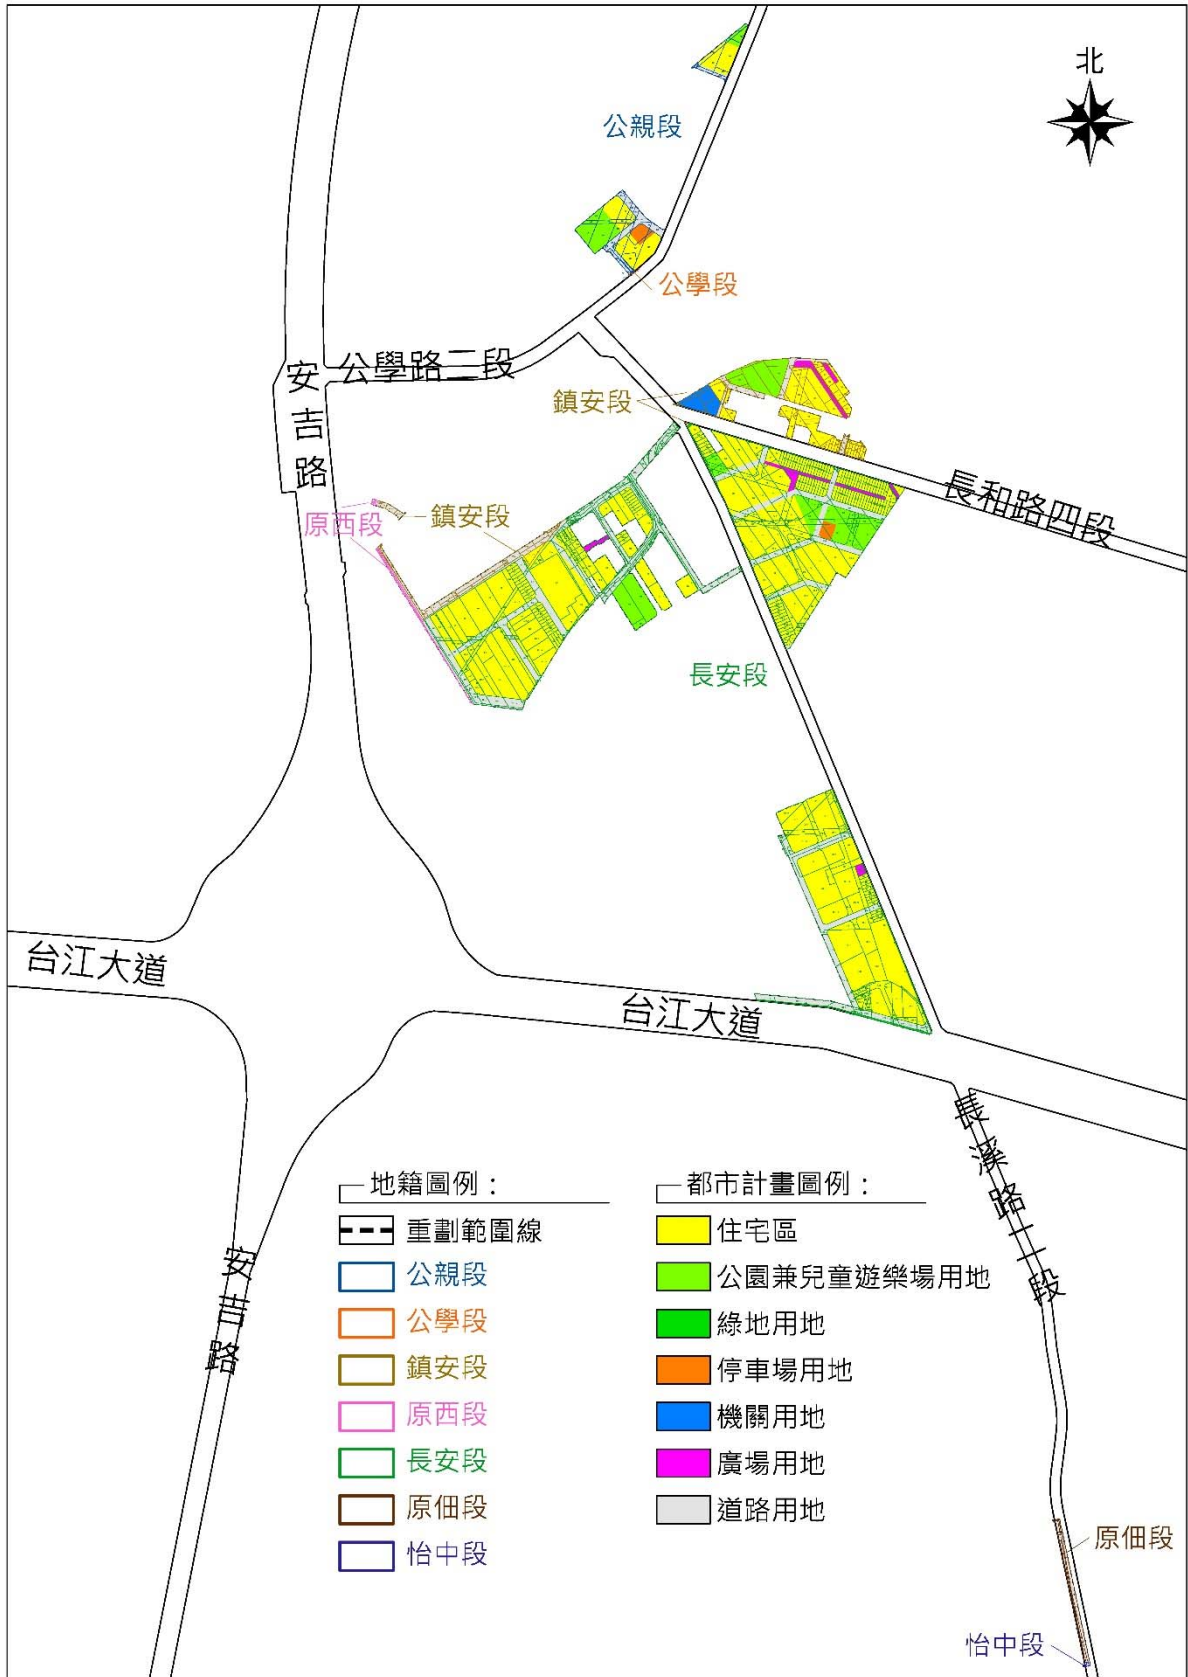 北
公親段
公學段
公學路二段
安吉路
鎮安段
長和路四段
鎮安段
原西段
長安段
台江大道
台江大道
長溪路二段
安吉路
地籍圖例：
重劃範圍線
公親段
公學段
鎮安段
原西段
長安段
原佃段
怡中段
都市計畫圖例：
住宅區
公園兼兒童遊樂場用地
綠地用地
停車場用地
機關用地
廣場用地
道路用地
原佃段
怡中段